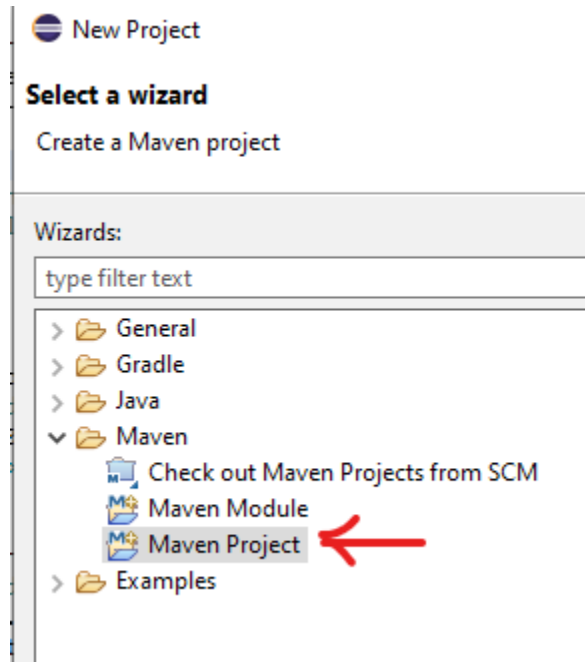 New Project
Select a wizard
Create a Maven project
Wizards:
type filter text
General
Gradle
Java
Maven
Check out Maven Projects from SCM
Maven Module
Maven Project
Examples